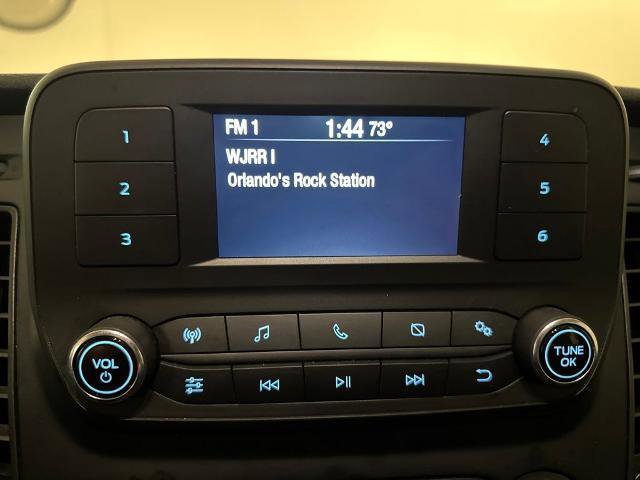 FM 1 1:44 73°
WJRR I
Orlando's Rock Station
1
2
3
4
5
6
VOL
TUNE
OK